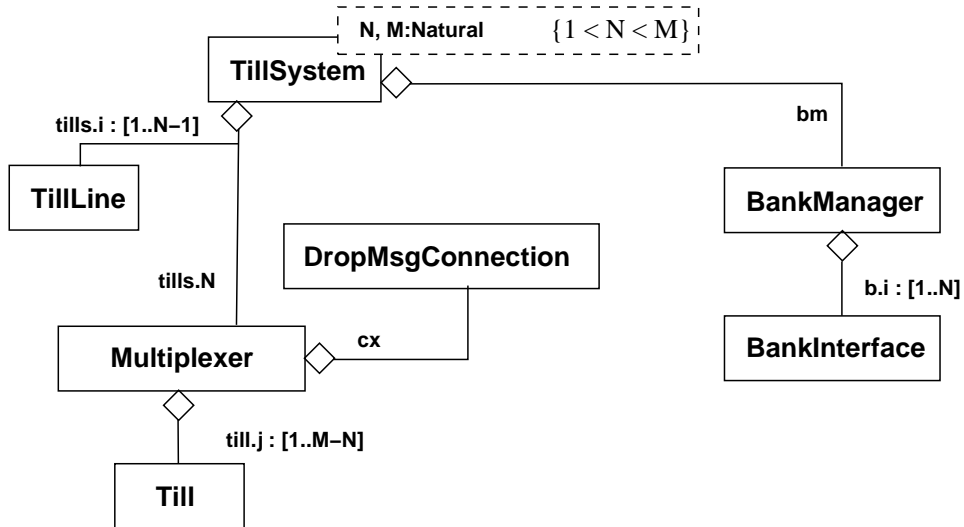 N, M:Natural {1 < N < M}
TillSystem
tills.i : [1..N−1]
bm
TillLine
BankManager
DropMsgConnection
tills.N
b.i : [1..N]
cx
Multiplexer
BankInterface
till.j : [1..M−N]
Till